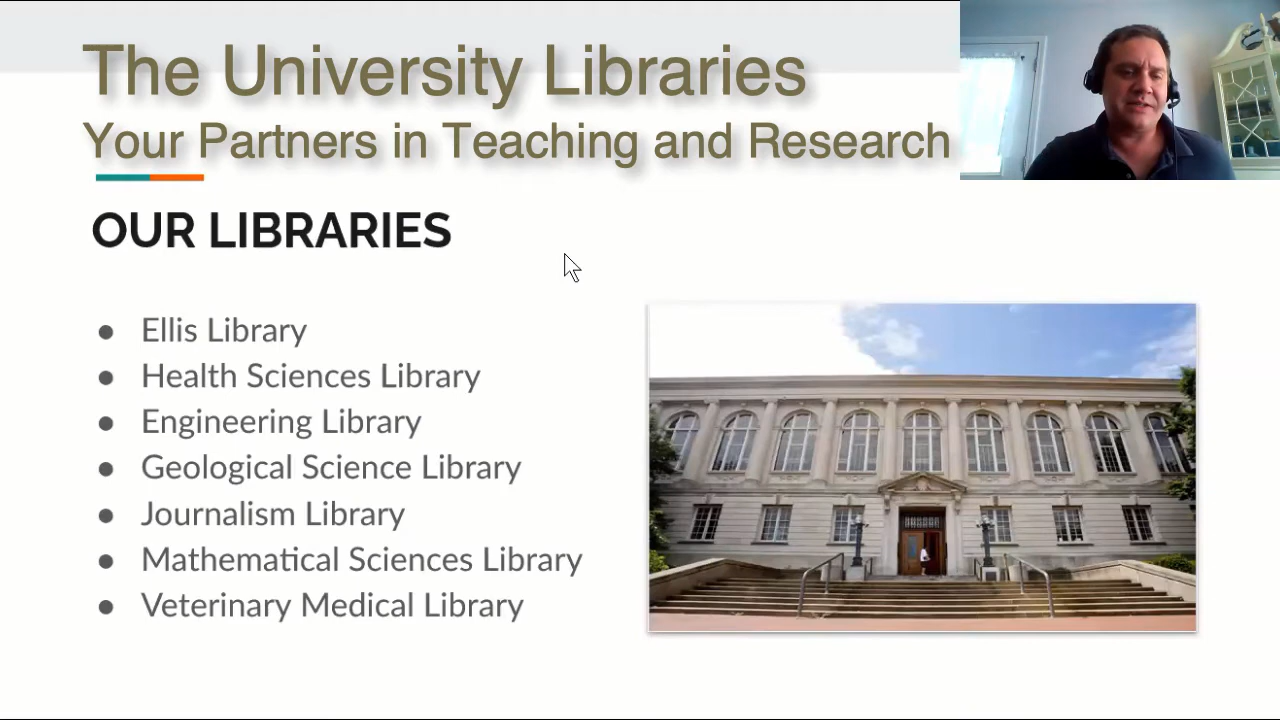 The University Libraries
Your Partners in Teaching and Research
OUR LIBRARIES
● Ellis Library
● Health Sciences Library
● Engineering Library
● Geological Science Library
● Journalism Library
● Mathematical Sciences Library
● Veterinary Medical Library